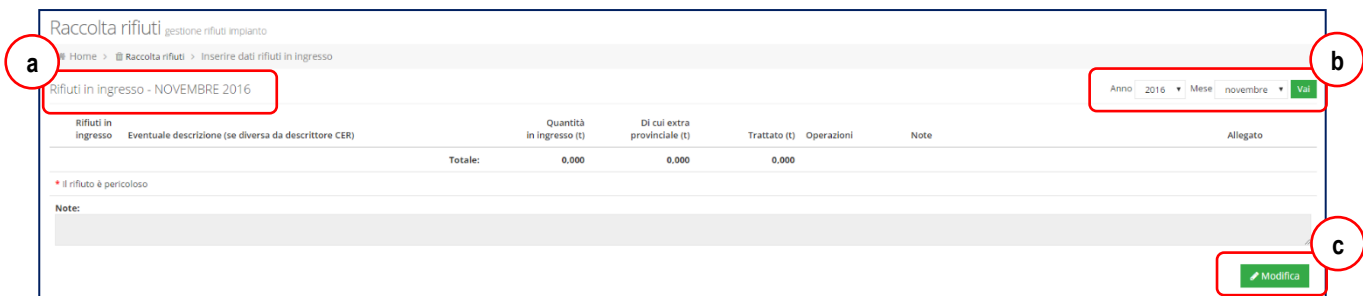 Raccolta rifiuti gestione rifiuti impianto
a
Home > Raccolta rifiuti > Inserire dati rifiuti in ingresso
b
Rifiuti in ingresso - NOVEMBRE 2016
Anno 2016 Mese novembre Vai
Rifiuti in ingresso Eventuale descrizione (se diversa da descrittore CER) Quantità in ingresso (t) Di cui extra provinciale (t) Trattato (t) Operazioni Note Allegato
Totale: 0,000 0,000 0,000
* Il rifiuto è pericoloso
Note:
c
Modifica